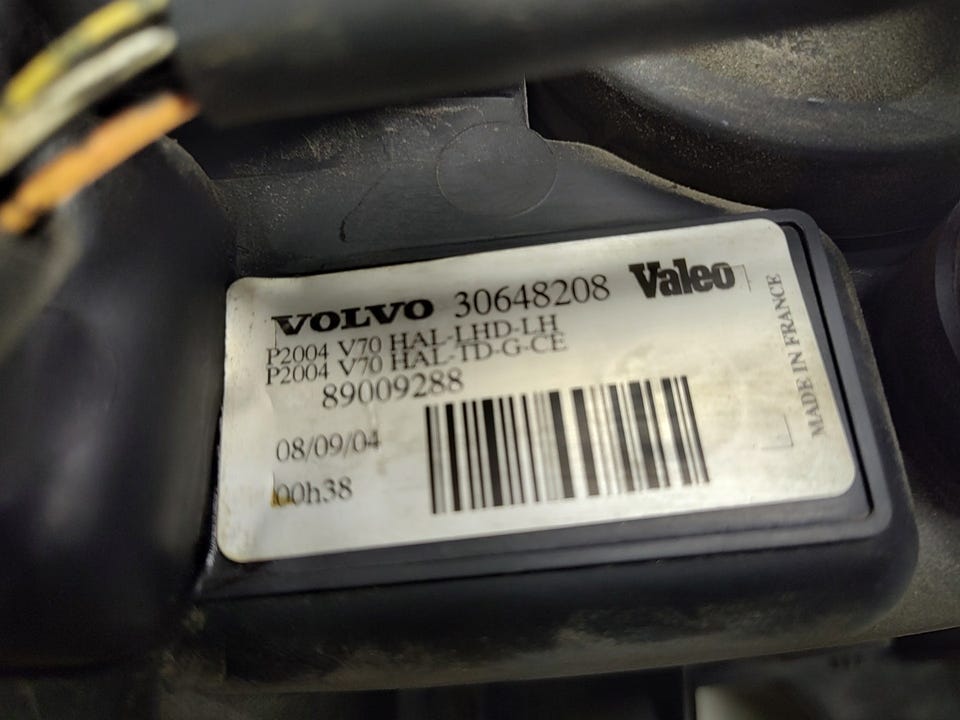 VOLVO 30648208 Valeo
P2004 V70 HAL-LHD-LH
P2004 V70 HAL-TD-G-CE
89009288
08/09/04
00h38
MADE IN FRANCE